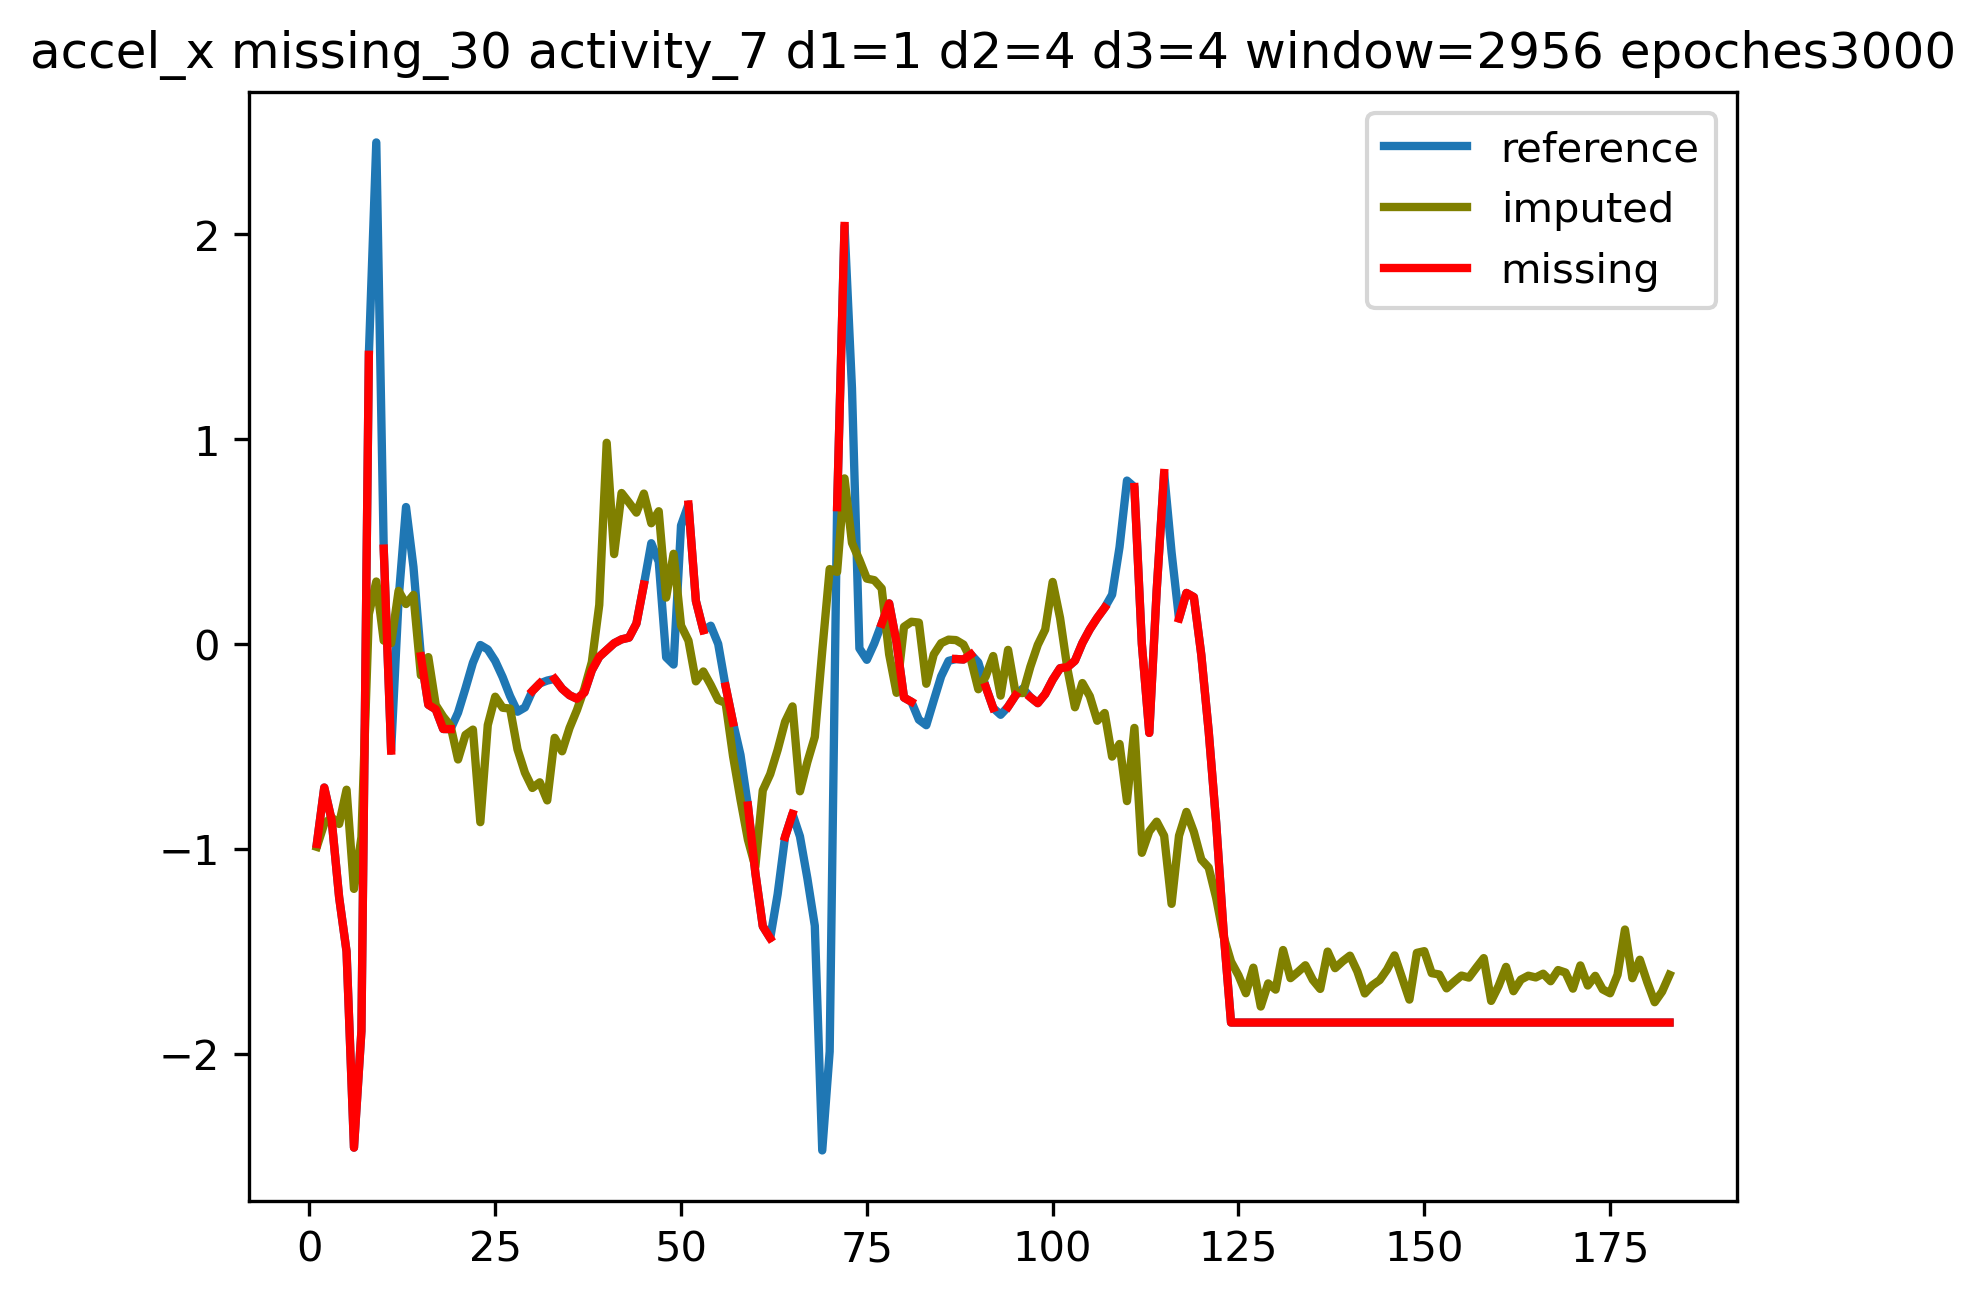 accel_x missing_30 activity_7 d1=1 d2=4 d3=4 window=2956 epoches3000
reference
imputed
missing
2
1
0
−1
−2
0 25 50 75 100 125 150 175